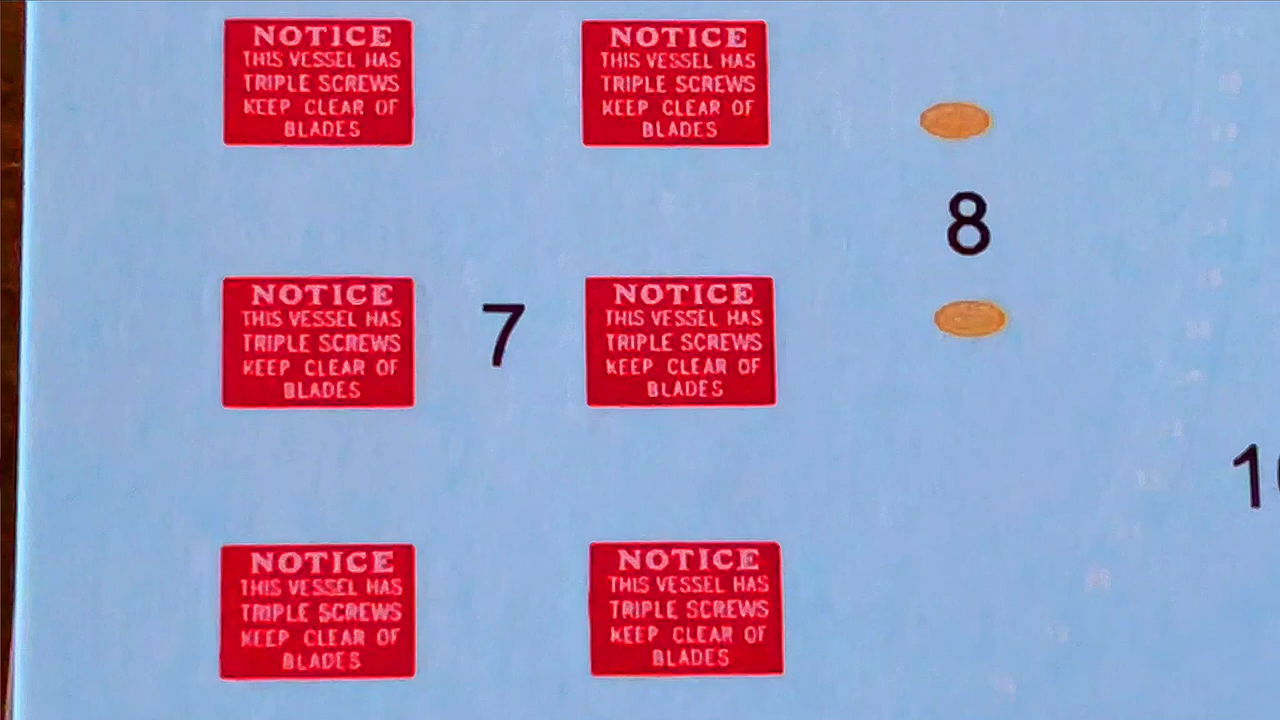 NOTICE
THIS VESSEL HAS
TRIPLE SCREWS
KEEP CLEAR OF
BLADES
NOTICE
THIS VESSEL HAS
TRIPLE SCREWS
KEEP CLEAR OF
BLADES
8
NOTICE
THIS VESSEL HAS
TRIPLE SCREWS
KEEP CLEAR OF
BLADES
7
NOTICE
THIS VESSEL HAS
TRIPLE SCREWS
KEEP CLEAR OF
BLADES
NOTICE
THIS VESSEL HAS
TRIPLE SCREWS
KEEP CLEAR OF
BLADES
NOTICE
THIS VESSEL HAS
TRIPLE SCREWS
KEEP CLEAR OF
BLADES